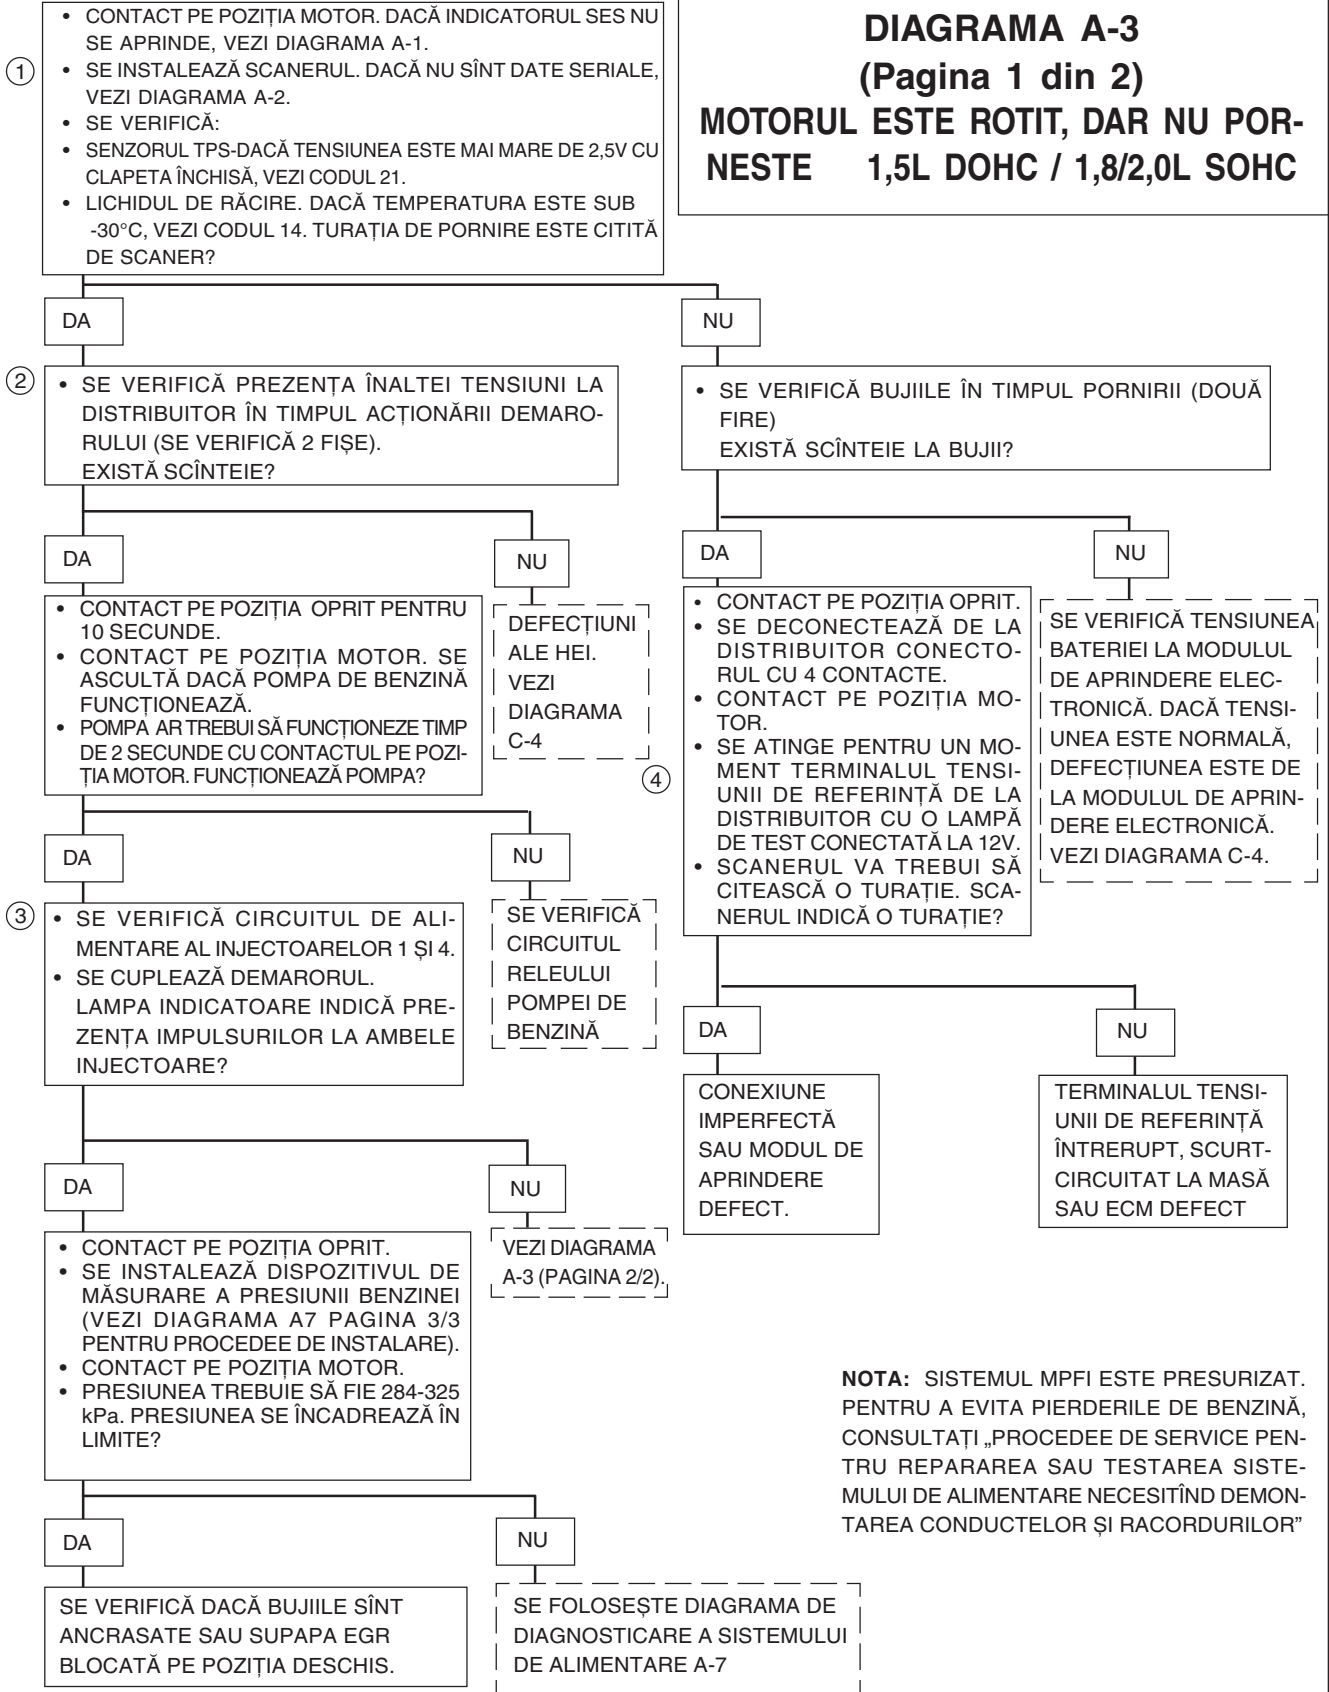 • CONTACT PE POZIȚIA MOTOR. DACĂ INDICATORUL SES NU
SE APRINDE, VEZI DIAGRAMA A-1.
1
• SE INSTALEAZĂ SCANERUL. DACĂ NU SÎNT DATE SERIALE,
VEZI DIAGRAMA A-2.
• SE VERIFICĂ:
• SENZORUL TPS-DACĂ TENSIUNEA ESTE MAI MARE DE 2,5V CU
CLAPETA ÎNCHISĂ, VEZI CODUL 21.
• LICHIDUL DE RĂCIRE. DACĂ TEMPERATURA ESTE SUB
-30°C, VEZI CODUL 14. TURAȚIA DE PORNIRE ESTE CITITĂ
DE SCANER?
DIAGRAMA A-3
(Pagina 1 din 2)
MOTORUL ESTE ROTIT, DAR NU POR-
NESTE 1,5L DOHC / 1,8/2,0L SOHC
DA
NU
2
• SE VERIFICĂ PREZENȚA ÎNALTEI TENSIUNI LA
DISTRIBUITOR ÎN TIMPUL ACȚIONĂRII DEMARO-
RULUI (SE VERIFICĂ 2 FIȘE).
EXISTĂ SCÎNTEIE?
• SE VERIFICĂ BUJIILE ÎN TIMPUL PORNIRII (DOUĂ
FIRE)
EXISTĂ SCÎNTEIE LA BUJII?
DA
NU
DA
NU
• CONTACT PE POZIȚIA OPRIT PENTRU
10 SECUNDE.
• CONTACT PE POZIȚIA MOTOR. SE
ASCULTĂ DACĂ POMPA DE BENZINĂ
FUNCȚIONEAZĂ.
• POMPA AR TREBUI SĂ FUNCȚIONEZE TIMP
DE 2 SECUNDE CU CONTACTUL PE POZI-
ȚIA MOTOR. FUNCȚIONEAZĂ POMPA?
DEFECȚIUNI
ALE HEI.
VEZI
DIAGRAMA
C-4
4
• CONTACT PE POZIȚIA OPRIT.
• SE DECONECTEAZĂ DE LA
DISTRIBUITOR CONECTO-
RUL CU 4 CONTACTE.
• CONTACT PE POZIȚIA MO-
TOR.
• SE ATINGE PENTRU UN MO-
MENT TERMINALUL TENSI-
UNII DE REFERINȚĂ DE LA
DISTRIBUITOR CU O LAMPĂ
DE TEST CONECTATĂ LA 12V.
• SCANERUL VA TREBUI SĂ
CITEASCĂ O TURAȚIE. SCA-
NERUL INDICĂ O TURAȚIE?
SE VERIFICĂ TENSIUNEA
BATERIEI LA MODULUL
DE APRINDERE ELEC-
TRONICĂ. DACĂ TENSI-
UNEA ESTE NORMALĂ,
DEFECȚIUNEA ESTE DE
LA MODULUL DE APRIN-
DERE ELECTRONICĂ.
VEZI DIAGRAMA C-4.
DA
NU
3
• SE VERIFICĂ CIRCUITUL DE ALI-
MENTARE AL INJECTOARELOR 1 ȘI 4.
• SE CUPLEAZĂ DEMARORUL.
LAMPA INDICATOARE INDICĂ PRE-
ZENȚA IMPULSURILOR LA AMBELE
INJECTOARE?
SE VERIFICĂ
CIRCUITUL
RELEULUI
POMPEI DE
BENZINĂ
DA
NU
CONEXIUNE
IMPERFECTĂ
SAU MODUL DE
APRINDERE
DEFECT.
TERMINALUL TENSI-
UNII DE REFERINȚĂ
ÎNTRERUPT, SCURT-
CIRCUITAT LA MASĂ
SAU ECM DEFECT
DA
NU
• CONTACT PE POZIȚIA OPRIT.
• SE INSTALEAZĂ DISPOZITIVUL DE
MĂSURARE A PRESIUNII BENZINEI
(VEZI DIAGRAMA A7 PAGINA 3/3
PENTRU PROCEDEE DE INSTALARE).
• CONTACT PE POZIȚIA MOTOR.
• PRESIUNEA TREBUIE SĂ FIE 284-325
kPa. PRESIUNEA SE ÎNCADREAZĂ ÎN
LIMITE?
VEZI DIAGRAMA
A-3 (PAGINA 2/2).
NOTA: SISTEMUL MPFI ESTE PRESURIZAT.
PENTRU A EVITA PIERDERILE DE BENZINĂ,
CONSULTAȚI „PROCEDEE DE SERVICE PEN-
TRU REPARAREA SAU TESTAREA SISTE-
MULUI DE ALIMENTARE NECESITÎND DEMON-
TAREA CONDUCTELOR ȘI RACORDURILOR”
DA
NU
SE VERIFICĂ DACĂ BUJIILE SÎNT
ANCRASATE SAU SUPAPA EGR
BLOCATĂ PE POZIȚIA DESCHIS.
SE FOLOSEȘTE DIAGRAMA DE
DIAGNOSTICARE A SISTEMULUI
DE ALIMENTARE A-7